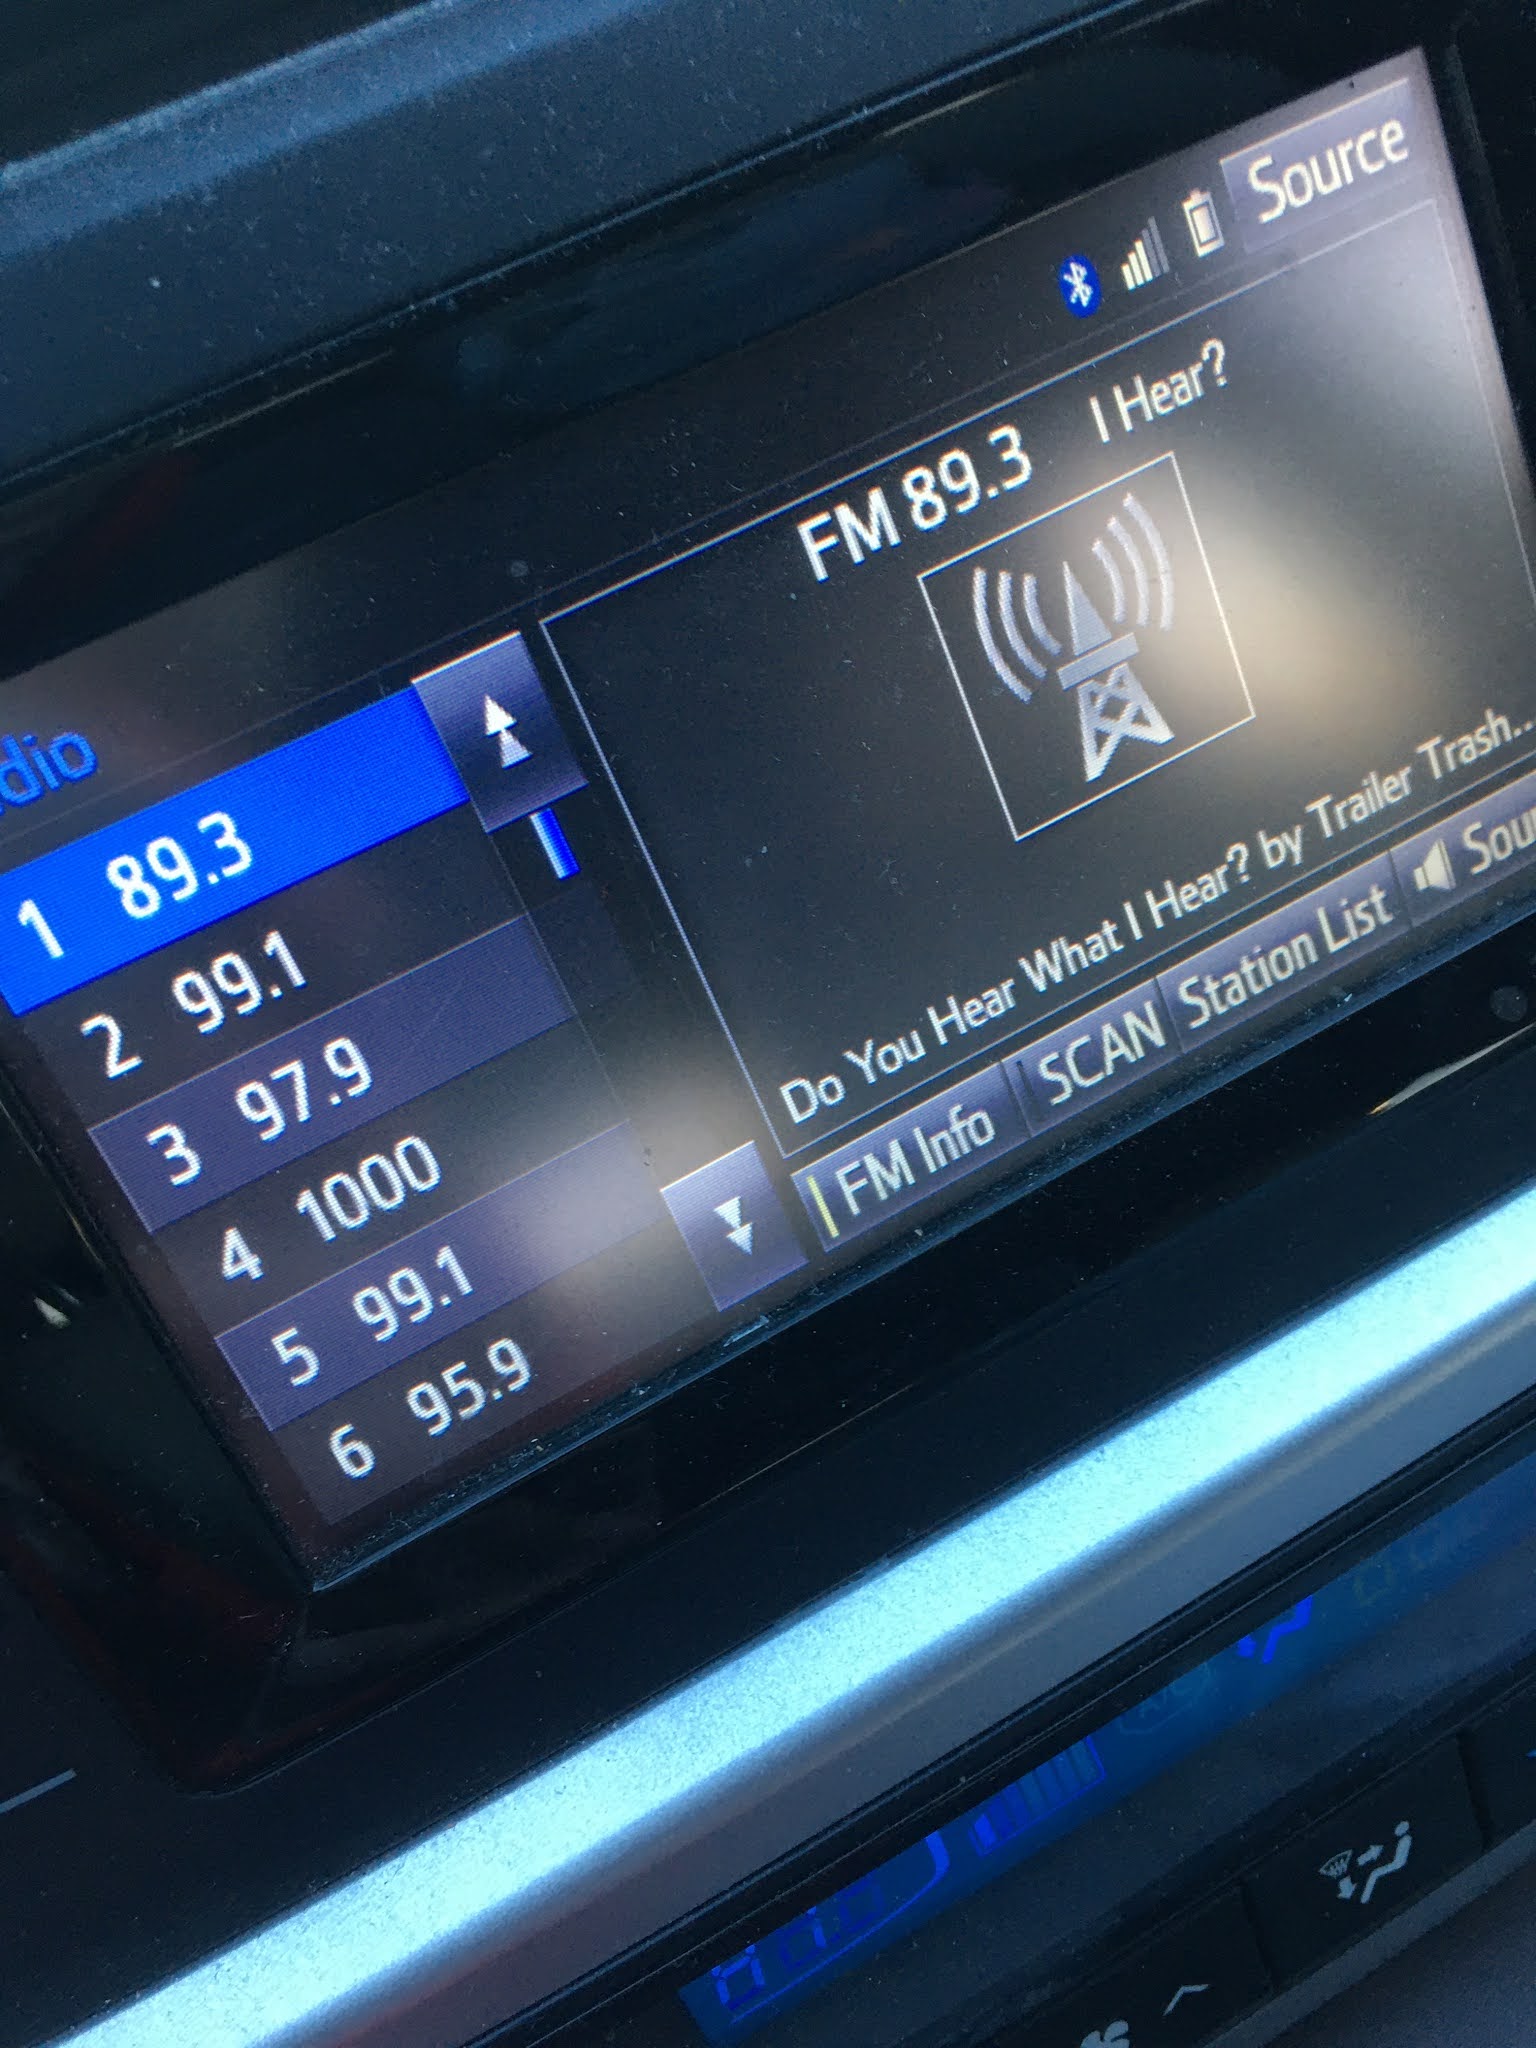 Source
dio
FM 89.3 I Hear?
1 89.3
2 99.1
3 97.9
4 1000
5 99.1
6 95.9
Do You Hear What I Hear? by Trailer Trash...
FM Info SCAN Station List Sou